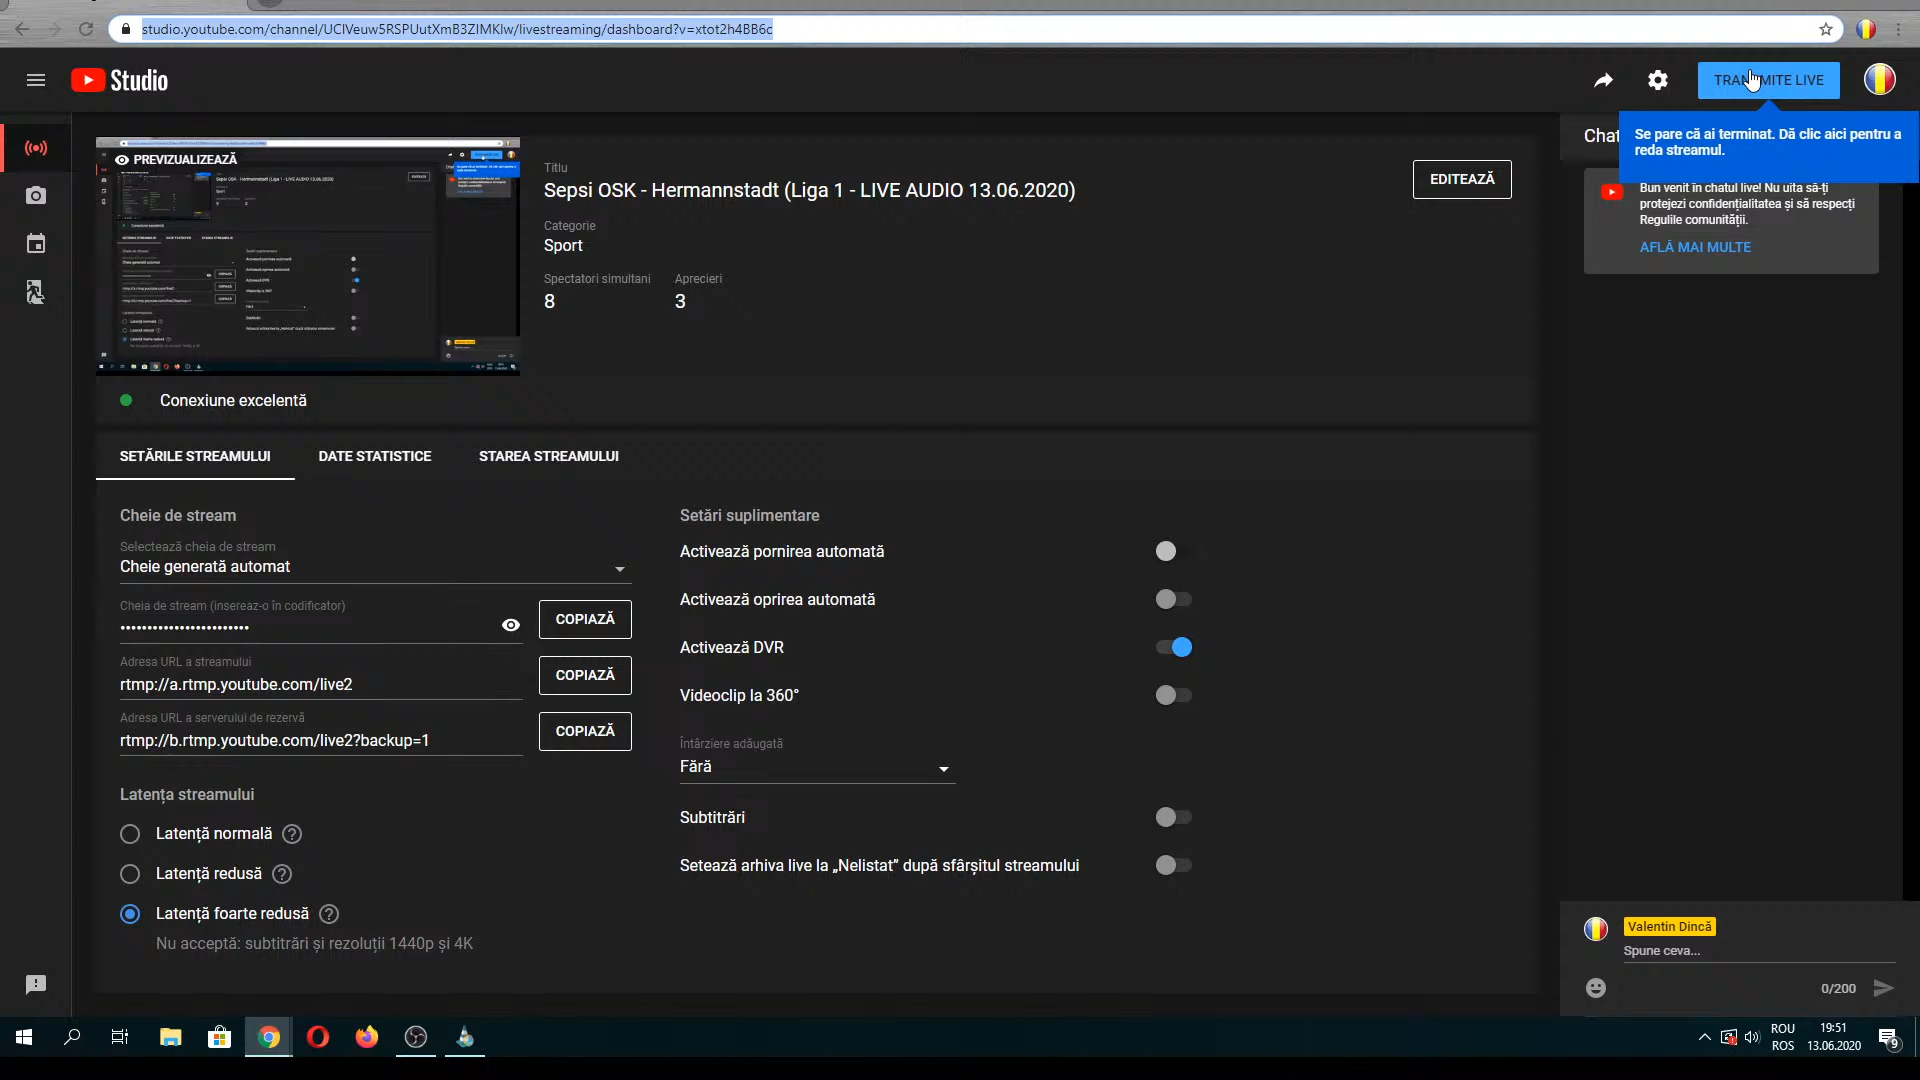 studio.youtube.com/channel/UCIVeuw5RSPUutXmB3ZIMKlw/livestreaming/dashboard?v=xtot2h4BB6c
Studio
TRANSMITE LIVE
Se pare că ai terminat. Dă clic aici pentru a
reda streamul.
Chat
Bun venit în chatul live! Nu uita să-ți
protejezi confidențialitatea și să respecți
Regulile comunității.
AFLĂ MAI MULTE
PREVIZUALIZEAZĂ
Titlu
Sepsi OSK - Hermannstadt (Liga 1 - LIVE AUDIO 13.06.2020)
EDITEAZĂ
Categorie
Sport
Spectatori simultani
Aprecieri
8
3
Conexiune excelentă
SETĂRILE STREAMULUI
DATE STATISTICE
STAREA STREAMULUI
Cheie de stream
Selectează cheia de stream
Cheie generată automat
Cheia de stream (inserează-o în codificator)
••••••••••••••••••••••••
COPIAZĂ
Adresa URL a streamului
rtmp://a.rtmp.youtube.com/live2
COPIAZĂ
Adresa URL a serverului de rezervă
rtmp://b.rtmp.youtube.com/live2?backup=1
COPIAZĂ
Latența streamului
Latență normală
Latență redusă
Latență foarte redusă
Nu acceptă: subtitrări și rezoluții 1440p și 4K
Setări suplimentare
Activează pornirea automată
Activează oprirea automată
Activează DVR
Videoclip la 360°
Întârziere adăugată
Fără
Subtitrări
Setează arhiva live la „Nelistat” după sfârșitul streamului
Valentin Dincă
Spune ceva...
0/200
ROU
ROS
19:51
13.06.2020
9